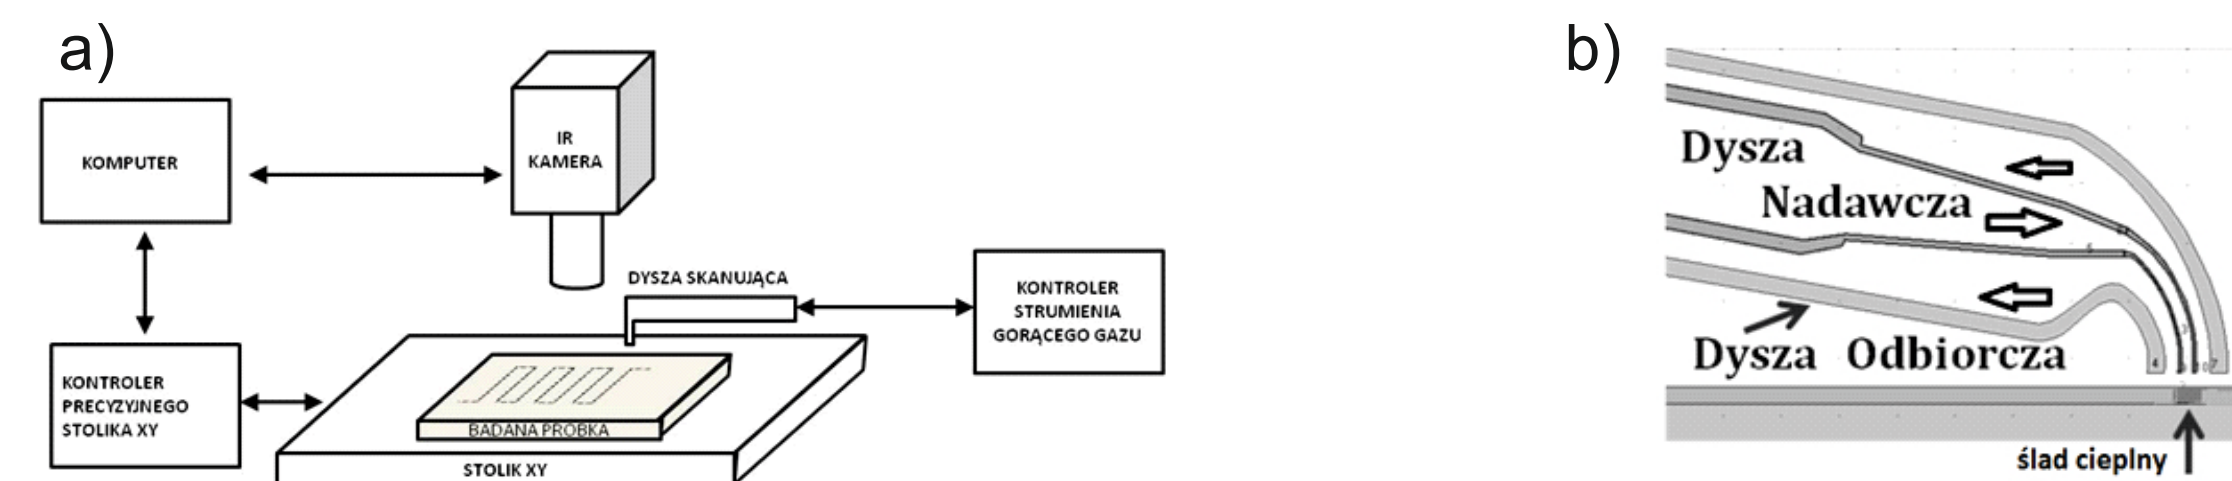 a)
KOMPUTER
IR
KAMERA
DYSZA SKANUJĄCA
KONTROLER
STRUMIENIA
GORĄCEGO GAZU
KONTROLER
PRECYZYJNEGO
STOLIKA XY
BADANA PRÓBKA
STOLIK XY
b)
Dysza
Nadawcza
Dysza Odbiorcza
ślad cieplny